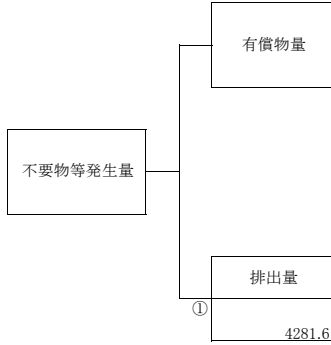 有償物量
不要物等発生量
排出量
①
4281.6